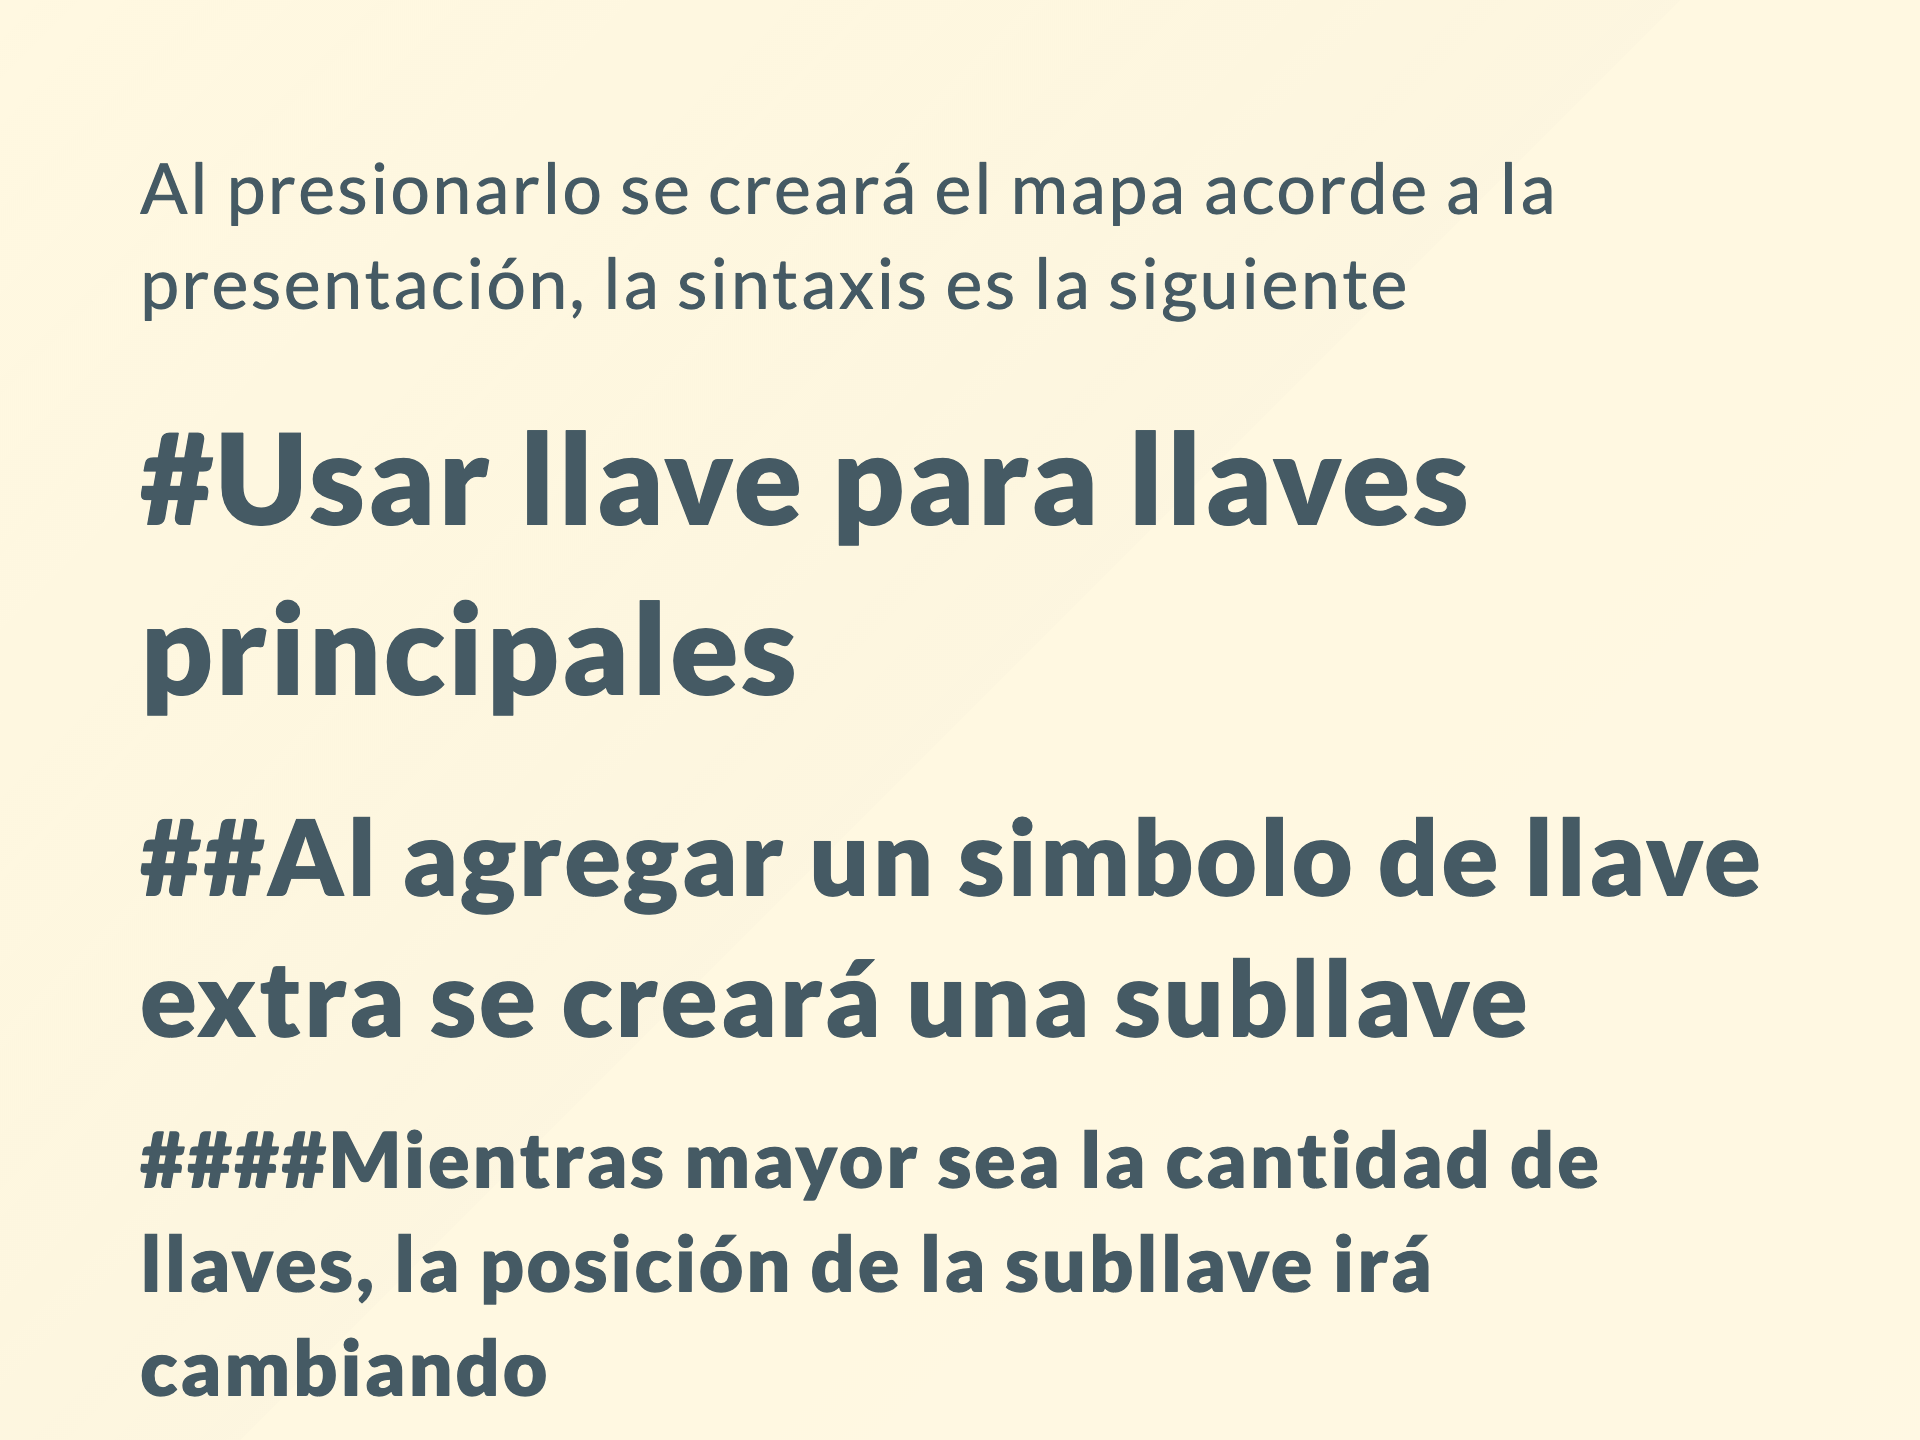 Al presionarlo se creará el mapa acorde a la
presentación, la sintaxis es la siguiente
#Usar llave para llaves
principales
##Al agregar un simbolo de llave
extra se creará una subllave
####Mientras mayor sea la cantidad de
llaves, la posición de la subllave irá
cambiando